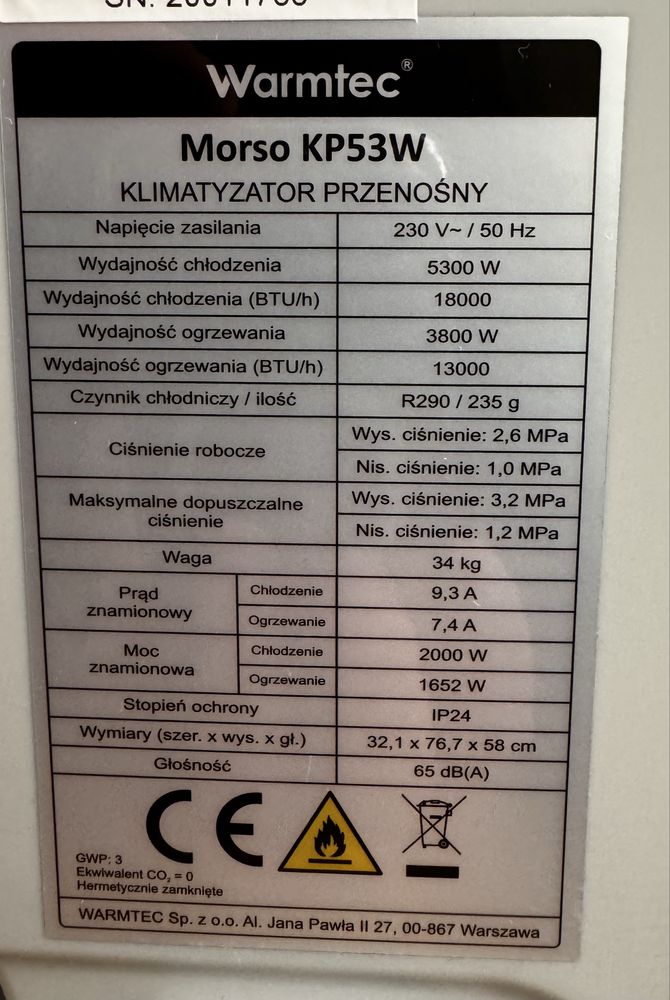 Warmtec®
Morso KP53W
KLIMATYZATOR PRZENOŚNY
Napięcie zasilania 230 V~ / 50 Hz
Wydajność chłodzenia 5300 W
Wydajność chłodzenia (BTU/h) 18000
Wydajność ogrzewania 3800 W
Wydajność ogrzewania (BTU/h) 13000
Czynnik chłodniczy / ilość R290 / 235 g
Ciśnienie robocze Wys. ciśnienie: 2,6 MPa
Nis. ciśnienie: 1,0 MPa
Maksymalne dopuszczalne
ciśnienie
Wys. ciśnienie: 3,2 MPa
Nis. ciśnienie: 1,2 MPa
Waga 34 kg
Prąd
znamionowy
Chłodzenie 9,3 A
Ogrzewanie 7,4 A
Moc
znamionowa
Chłodzenie 2000 W
Ogrzewanie 1652 W
Stopień ochrony IP24
Wymiary (szer. x wys. x gł.) 32,1 x 76,7 x 58 cm
Głośność 65 dB(A)
CE
GWP: 3
Ekwiwalent CO₂ = 0
Hermetycznie zamknięte
WARMTEC Sp. z o.o. Al. Jana Pawła II 27, 00-867 Warszawa